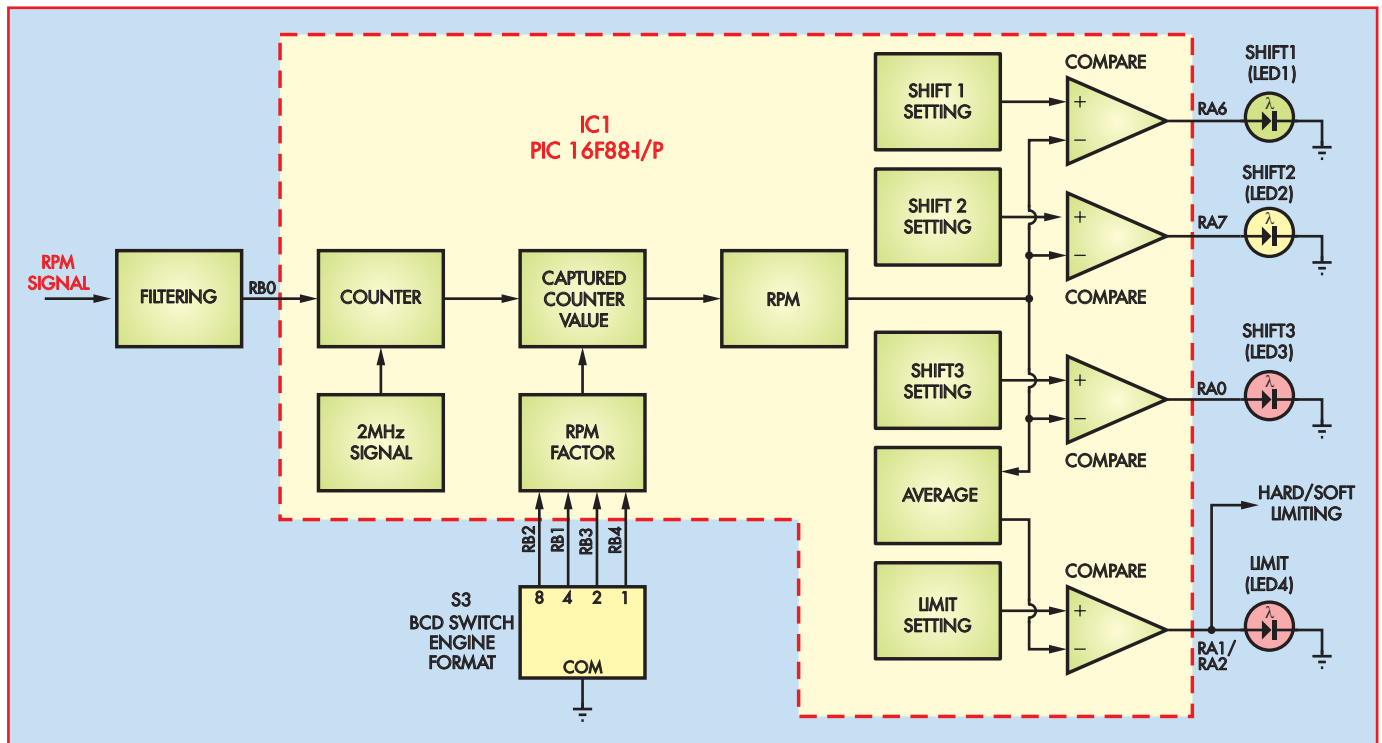 RPM
SIGNAL
FILTERING
RB0
IC1
PIC 16F88-I/P
COUNTER
2MHz
SIGNAL
CAPTURED
COUNTER
VALUE
RPM
FACTOR
RPM
RB2
RB1
RB3
RB4
8 4 2 1
COM
S3
BCD SWITCH
ENGINE
FORMAT
SHIFT 1
SETTING
COMPARE
+
−
RA6
SHIFT1
(LED1)
λ
SHIFT 2
SETTING
+
−
COMPARE
RA7
SHIFT2
(LED2)
λ
SHIFT3
SETTING
+
−
COMPARE
RA0
SHIFT3
(LED3)
λ
AVERAGE
LIMIT
SETTING
COMPARE
+
−
RA1/
RA2
HARD/SOFT
LIMITING
LIMIT
(LED4)
λ